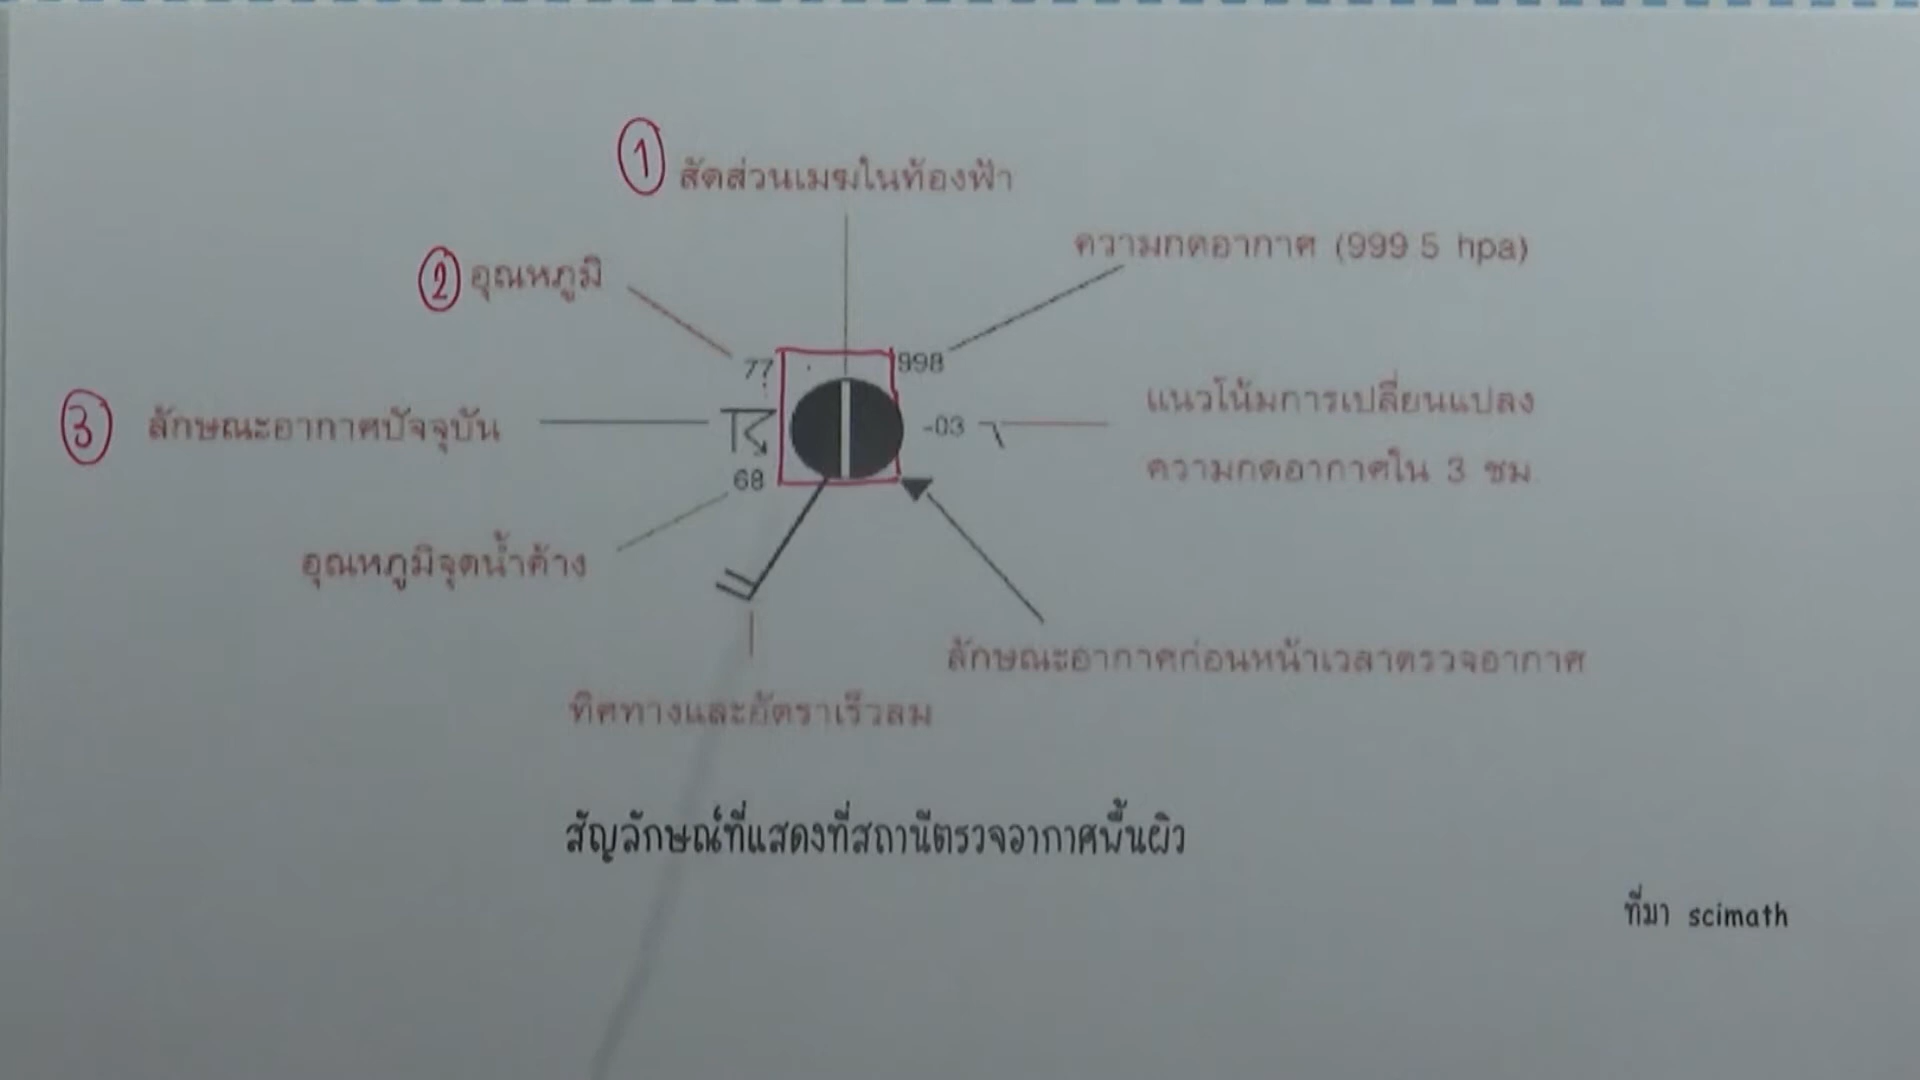 1 สัดส่วนเมฆในท้องฟ้า
ความกดอากาศ (999.5 hpa)
2 อุณหภูมิ
77
998
3 ลักษณะอากาศปัจจุบัน
-03
แนวโน้มการเปลี่ยนแปลง
ความกดอากาศใน 3 ชม.
68
อุณหภูมิจุดน้ำค้าง
ลักษณะอากาศก่อนหน้าเวลาตรวจอากาศ
ทิศทางและอัตราเร็วลม
สัญลักษณ์ที่แสดงที่สถานีตรวจอากาศพื้นผิว
ที่มา scimath